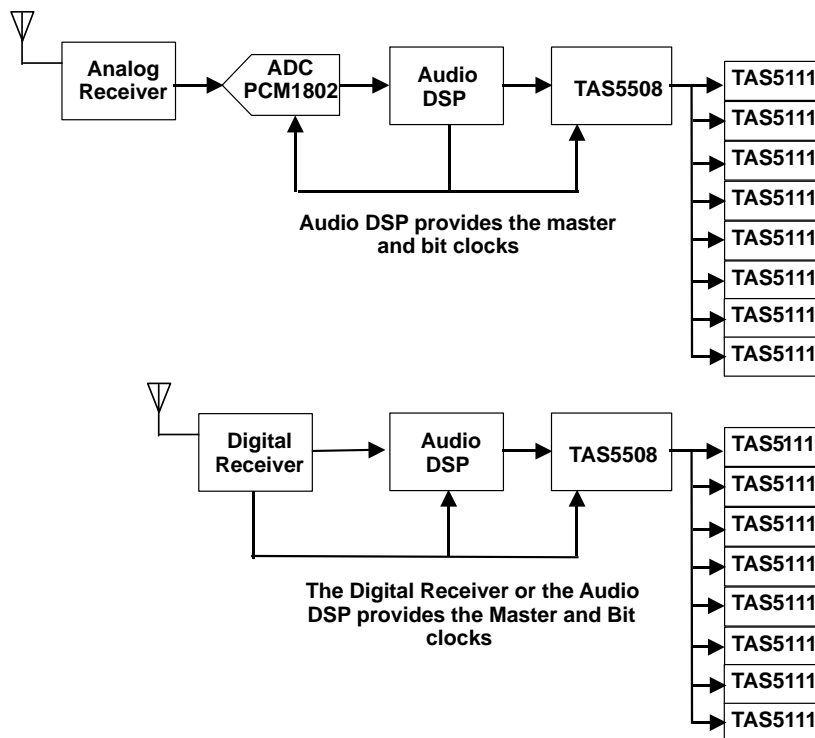 Analog
Receiver
ADC
PCM1802
Audio
DSP
TAS5508
TAS5111
TAS5111
TAS5111
TAS5111
TAS5111
TAS5111
TAS5111
TAS5111
Audio DSP provides the master
and bit clocks
Digital
Receiver
Audio
DSP
TAS5508
TAS5111
TAS5111
TAS5111
TAS5111
TAS5111
TAS5111
TAS5111
TAS5111
The Digital Receiver or the Audio
DSP provides the Master and Bit
clocks